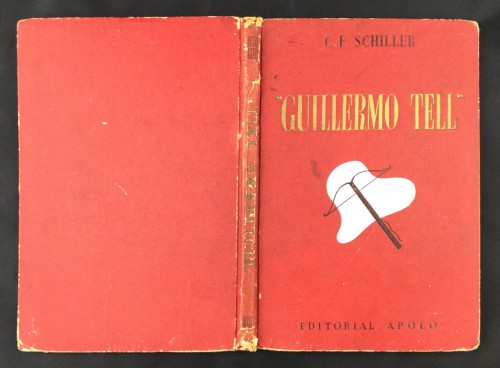 C. F. SCHILLER
"GUILLERMO TELL"
EDITORIAL APOLO